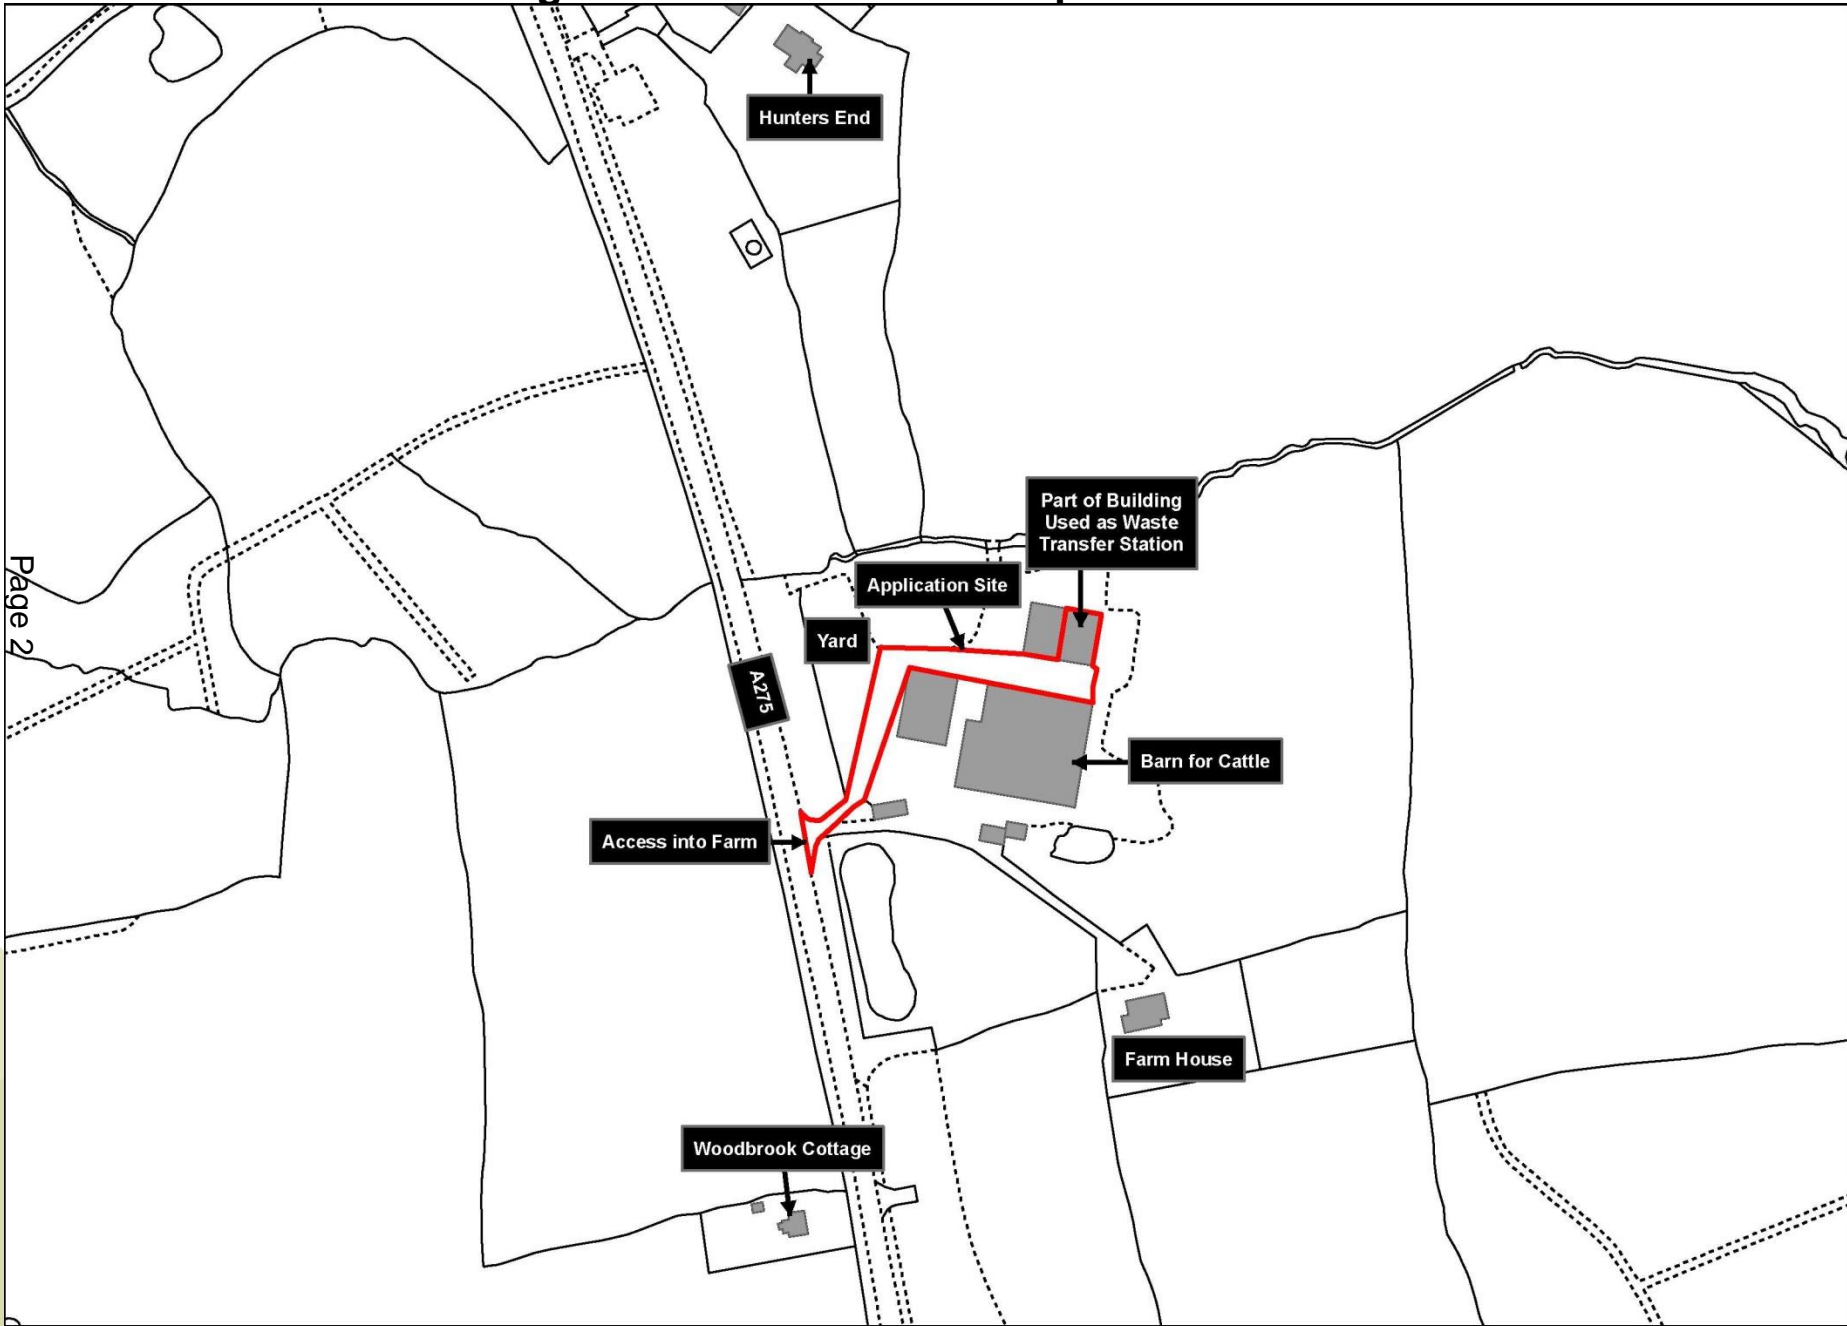 Hunters End
Part of Building
Used as Waste
Transfer Station
Application Site
Yard
A275
Page 2
Barn for Cattle
Access into Farm
Farm House
Woodbrook Cottage